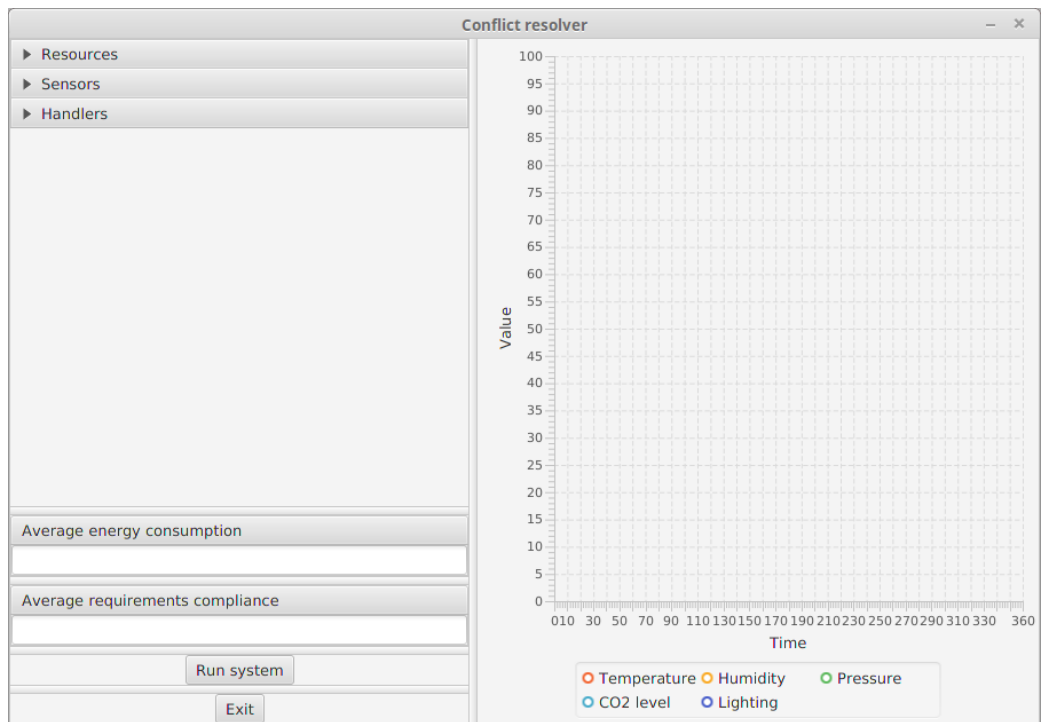 Conflict resolver
Resources
Sensors
Handlers
Average energy consumption
Average requirements compliance
Run system
Exit
100
95
90
85
80
75
70
65
60
55
50
45
40
35
30
25
20
15
10
5
0
Value
0 10 30 50 70 90 110 130 150 170 190 210 230 250 270 290 310 330 360
Time
Temperature Humidity Pressure
CO2 level Lighting